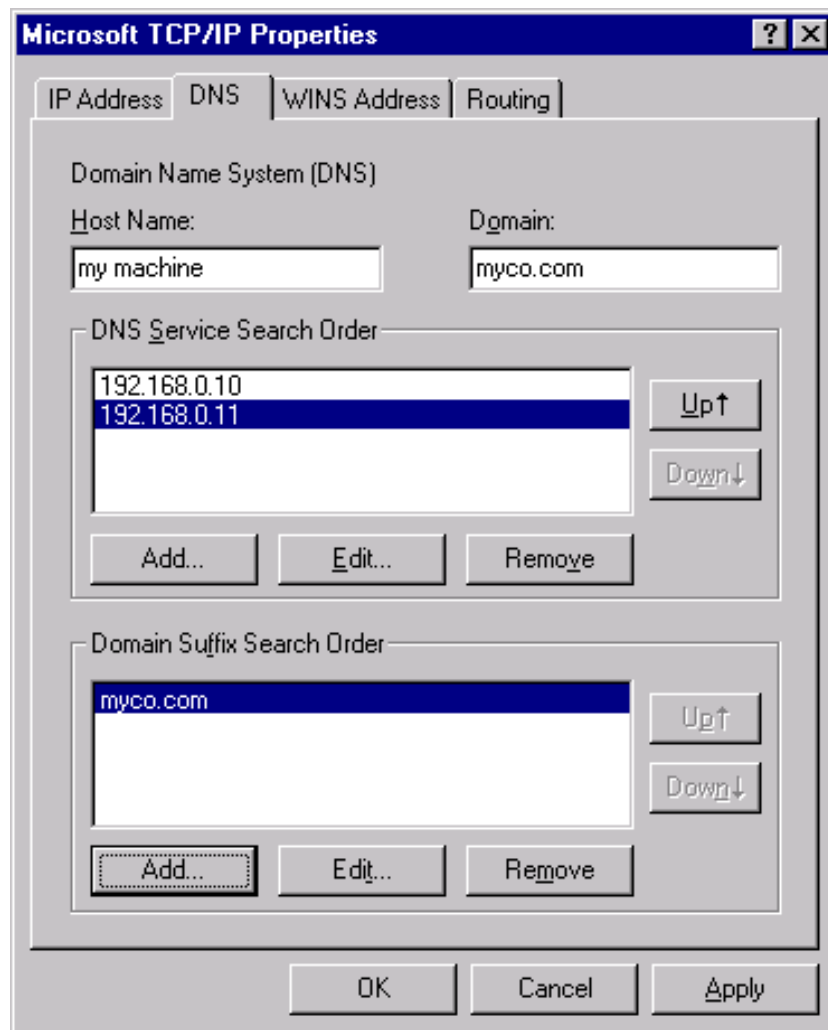 Microsoft TCP/IP Properties
?
IP Address DNS WINS Address Routing
Domain Name System (DNS)
Host Name: Domain:
my machine myco.com
DNS Service Search Order
192.168.0.10
192.168.0.11
Up↑
Down↓
Add... Edit... Remove
Domain Suffix Search Order
myco.com
Up↑
Down↓
Add... Edit... Remove
OK Cancel Apply